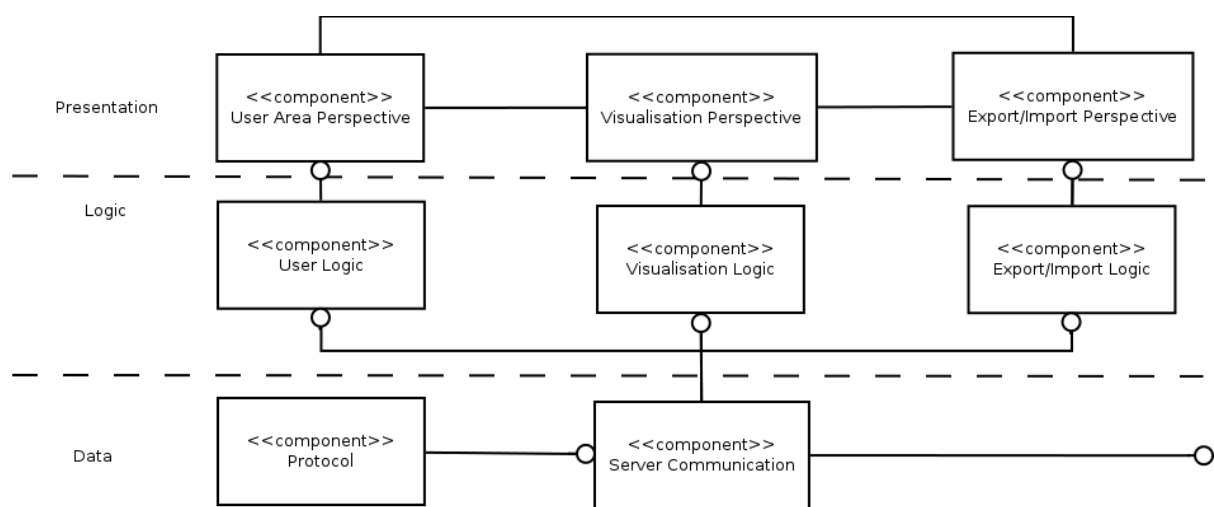 <<component>>
User Area Perspective
<<component>>
Visualisation Perspective
<<component>>
Export/Import Perspective
Presentation
Logic
<<component>>
User Logic
<<component>>
Visualisation Logic
<<component>>
Export/Import Logic
Data
<<component>>
Protocol
<<component>>
Server Communication